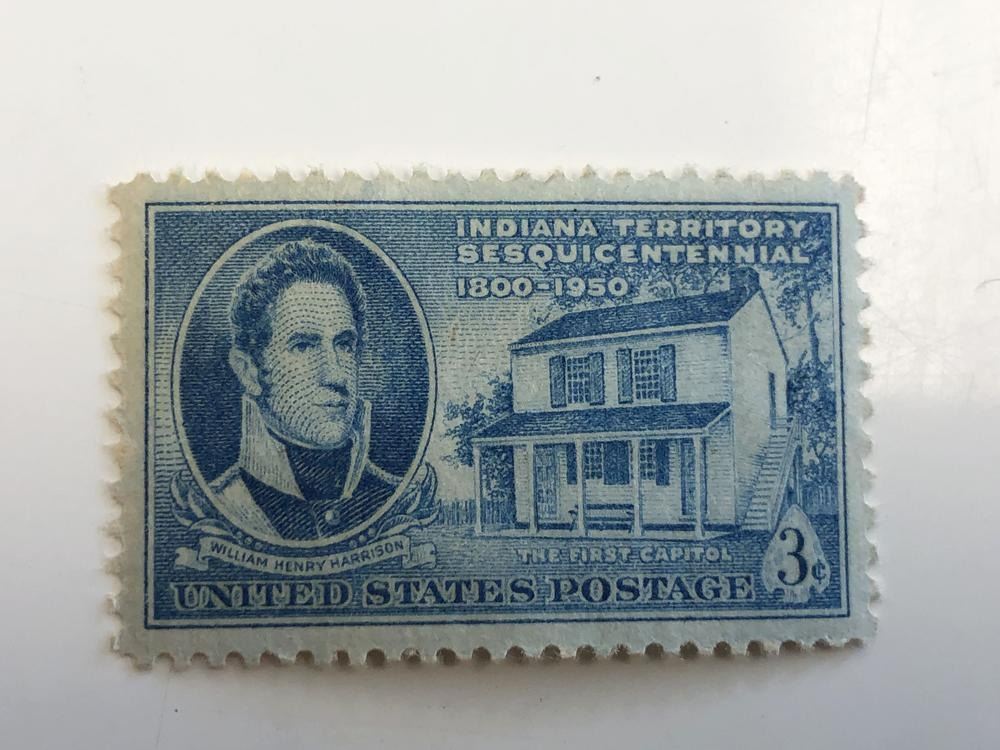 INDIANA TERRITORY
SESQUICENTENNIAL
1800-1950
WILLIAM HENRY HARRISON
THE FIRST CAPITOL
3¢
UNITED STATES POSTAGE